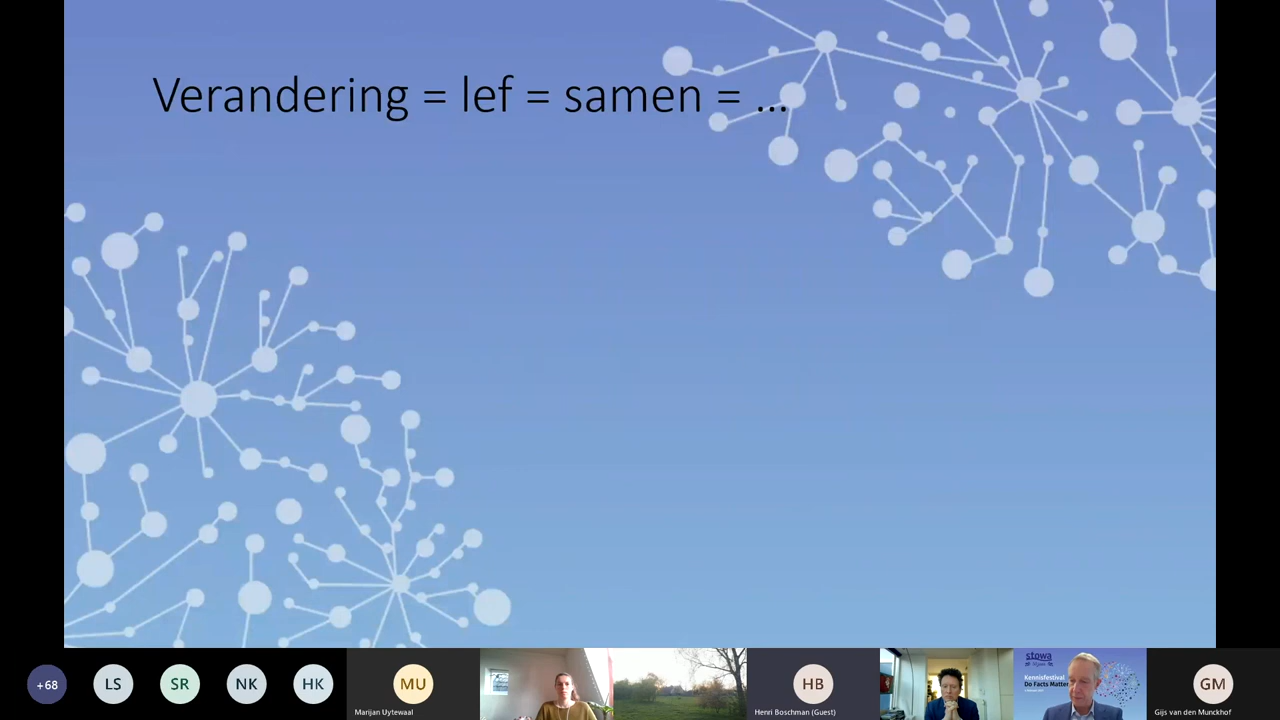 Verandering = lef = samen = ...
+68
LS
SR
NK
HK
MU
Marijan Uytewaal
HB
Henri Boschman (Guest)
stowa
Kennisfestival
Do Facts Matter
GM
Gijs van den Munckhof